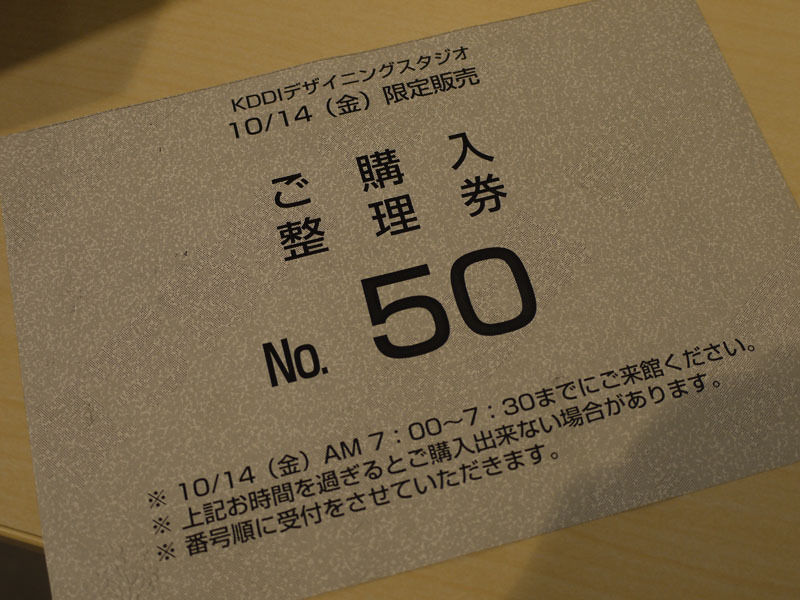 KDDIデザイニングスタジオ
10/14（金）限定販売
ご購入
整理券
No. 50
※ 10/14（金）AM 7：00～7：30までにご来館ください。
※ 上記お時間を過ぎるとご購入出来ない場合があります。
※ 番号順に受付をさせていただきます。